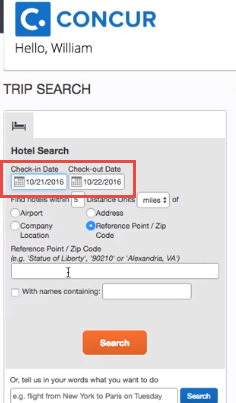 C. CONCUR
Hello, William
TRIP SEARCH
Hotel Search
Check-in Date Check-out Date
10/21/2016 10/22/2016
Find hotels within 5 Distance Units miles of
Airport Address
Company Location Reference Point / Zip Code
Reference Point / Zip Code
(e.g. 'Statue of Liberty', '90210' or 'Alexandria, VA')
With names containing:
Search
Or, tell us in your words what you want to do
e.g. flight from New York to Paris on Tuesday Search